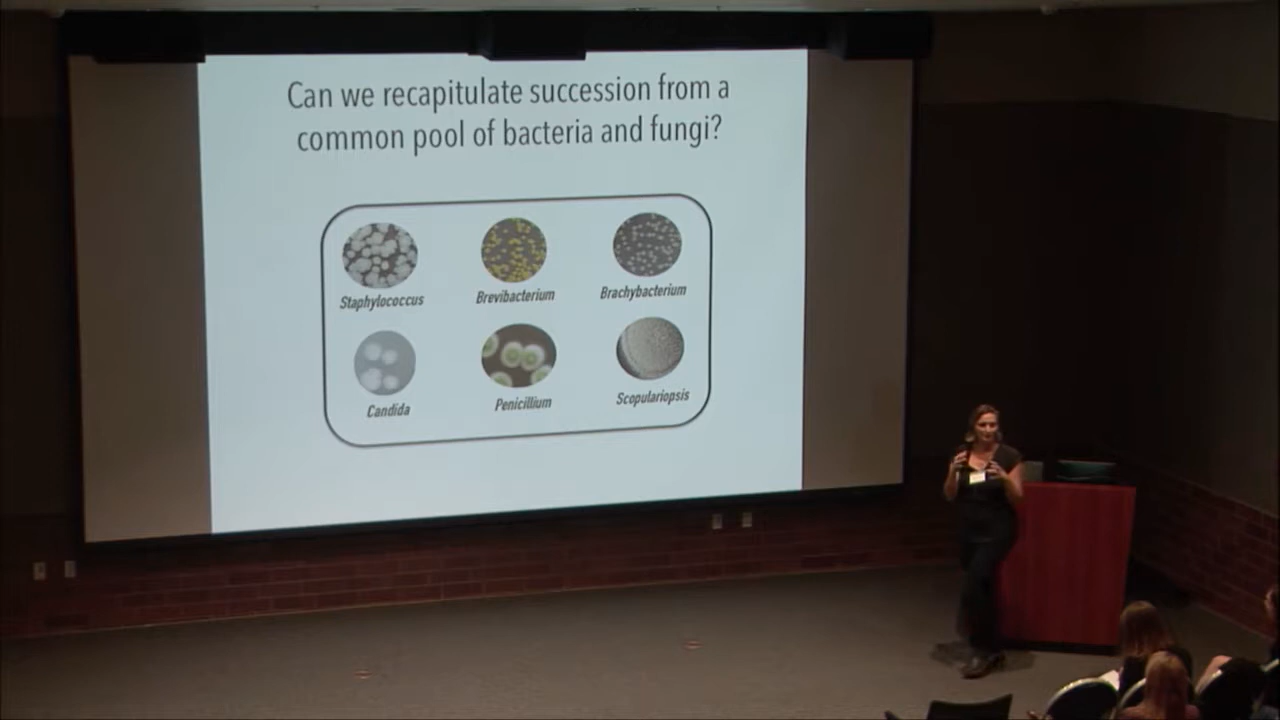 Can we recapitulate succession from a
common pool of bacteria and fungi?
Staphylococcus
Brevibacterium
Brachybacterium
Candida
Penicillium
Scopulariopsis